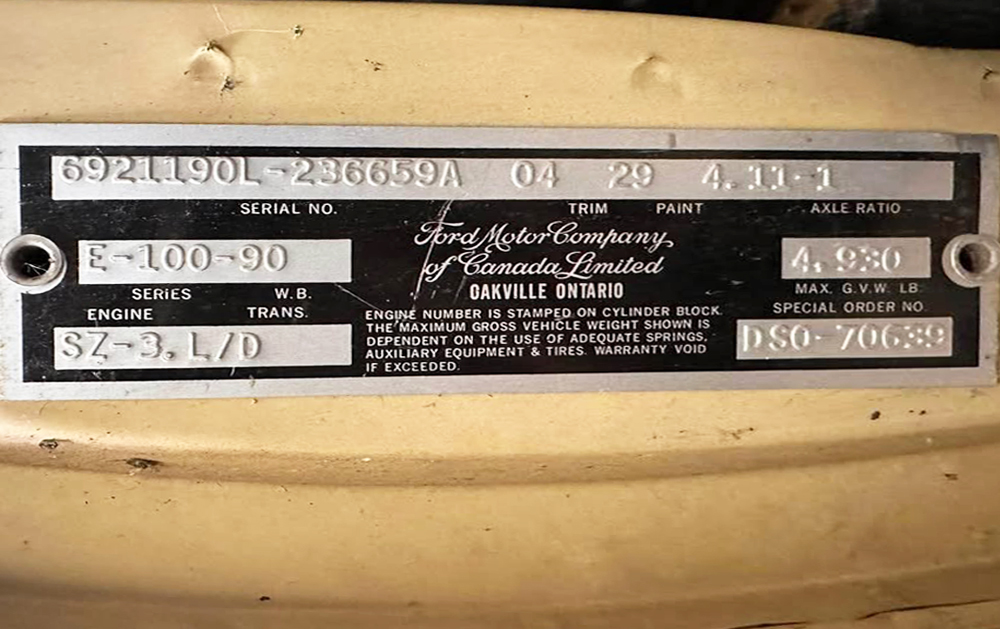 6921190L-236659A 04 29 4.11-1
SERIAL NO. TRIM PAINT AXLE RATIO
Ford Motor Company
of Canada Limited
OAKVILLE ONTARIO
E-100-90
SERIES W.B.
ENGINE TRANS.
SZ-3.L/D
ENGINE NUMBER IS STAMPED ON CYLINDER BLOCK.
THE MAXIMUM GROSS VEHICLE WEIGHT SHOWN IS
DEPENDENT ON THE USE OF ADEQUATE SPRINGS,
AUXILIARY EQUIPMENT & TIRES. WARRANTY VOID
IF EXCEEDED.
4.930
MAX. G.V.W. LB.
SPECIAL ORDER NO.
DSO-70639